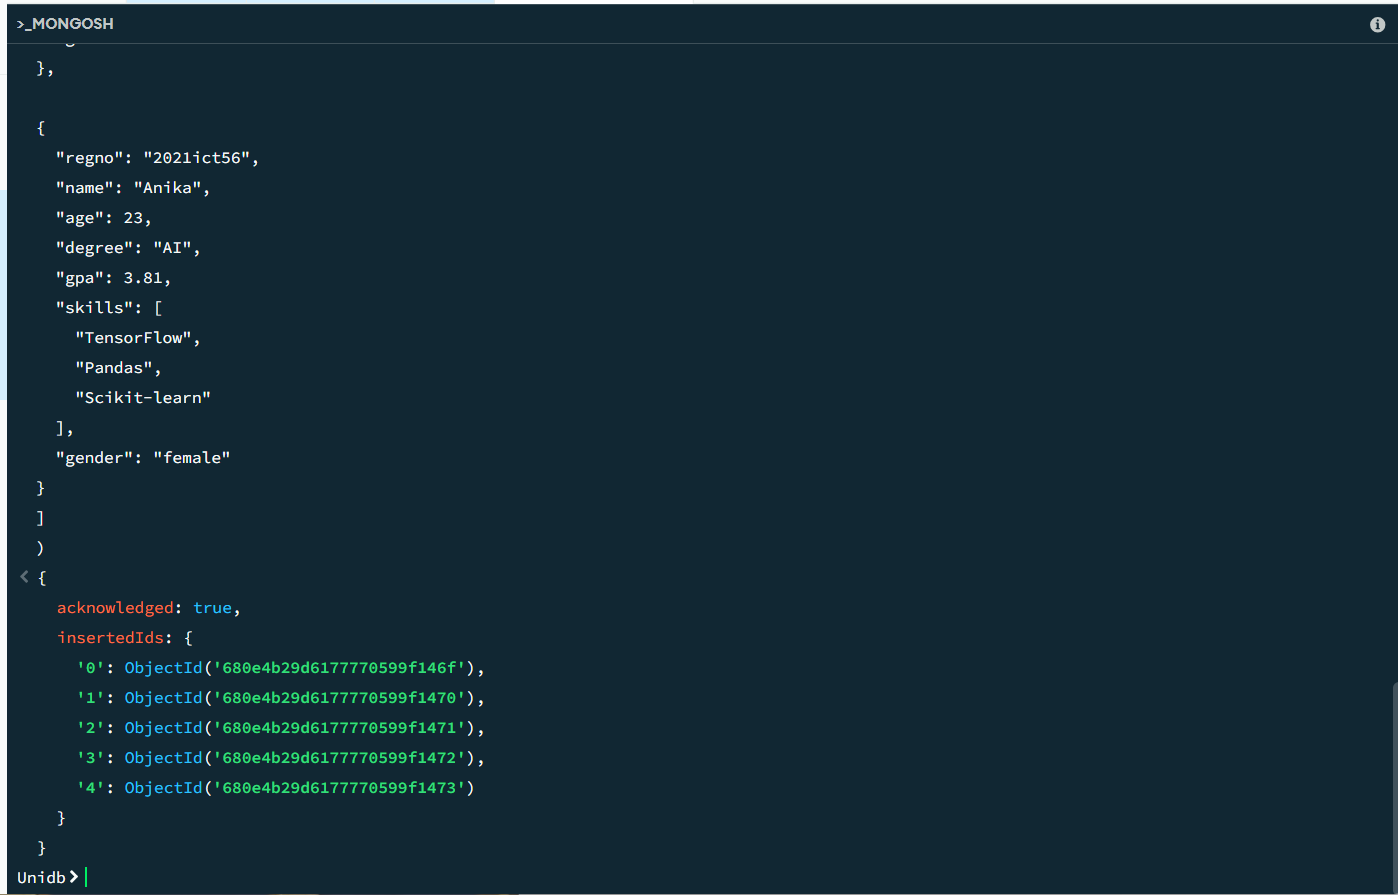 >_MONGOSH
},
{
"regno": "2021ict56",
"name": "Anika",
"age": 23,
"degree": "AI",
"gpa": 3.81,
"skills": [
"TensorFlow",
"Pandas",
"Scikit-learn"
],
"gender": "female"
}
]
)
< {
acknowledged: true,
insertedIds: {
'0': ObjectId('680e4b29d6177770599f146f'),
'1': ObjectId('680e4b29d6177770599f1470'),
'2': ObjectId('680e4b29d6177770599f1471'),
'3': ObjectId('680e4b29d6177770599f1472'),
'4': ObjectId('680e4b29d6177770599f1473')
}
}
Unidb>